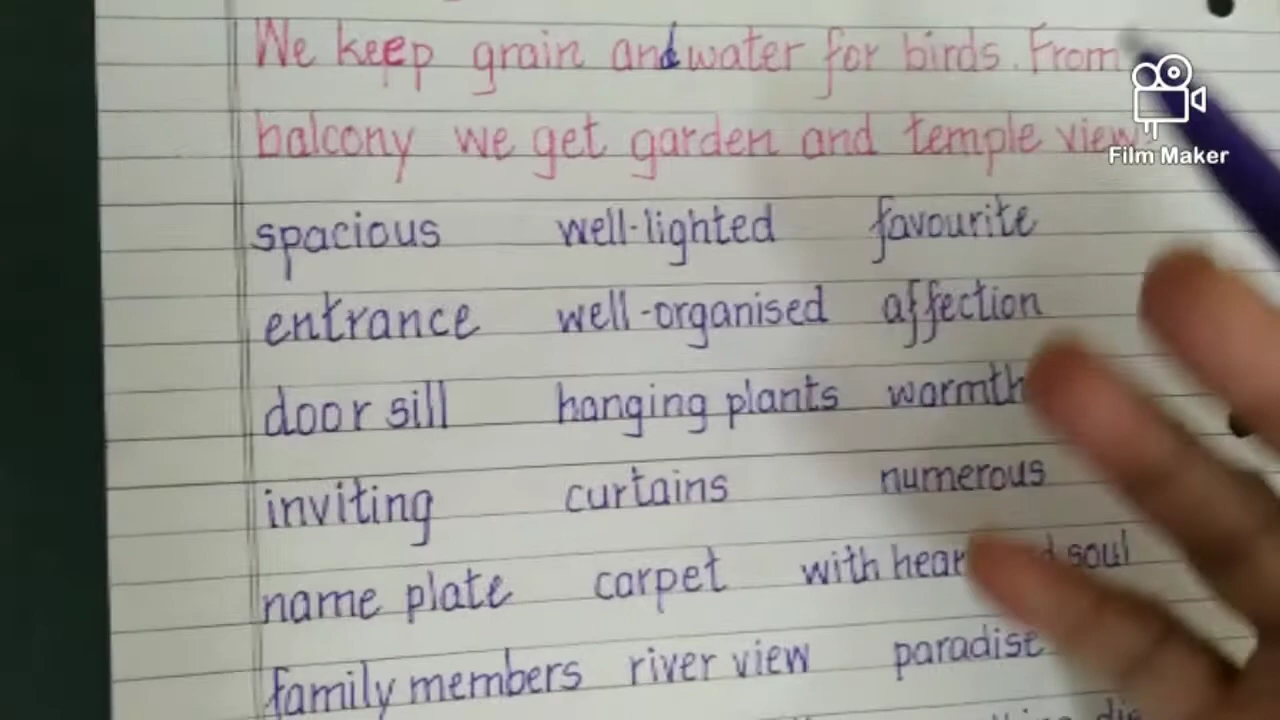 We keep grain and water for birds. From
balcony we get garden and temple view
spacious well-lighted favourite
entrance well-organised affection
door sill hanging plants warmth
inviting curtains numerous
name plate carpet with soul
family members river view paradise
Film Maker